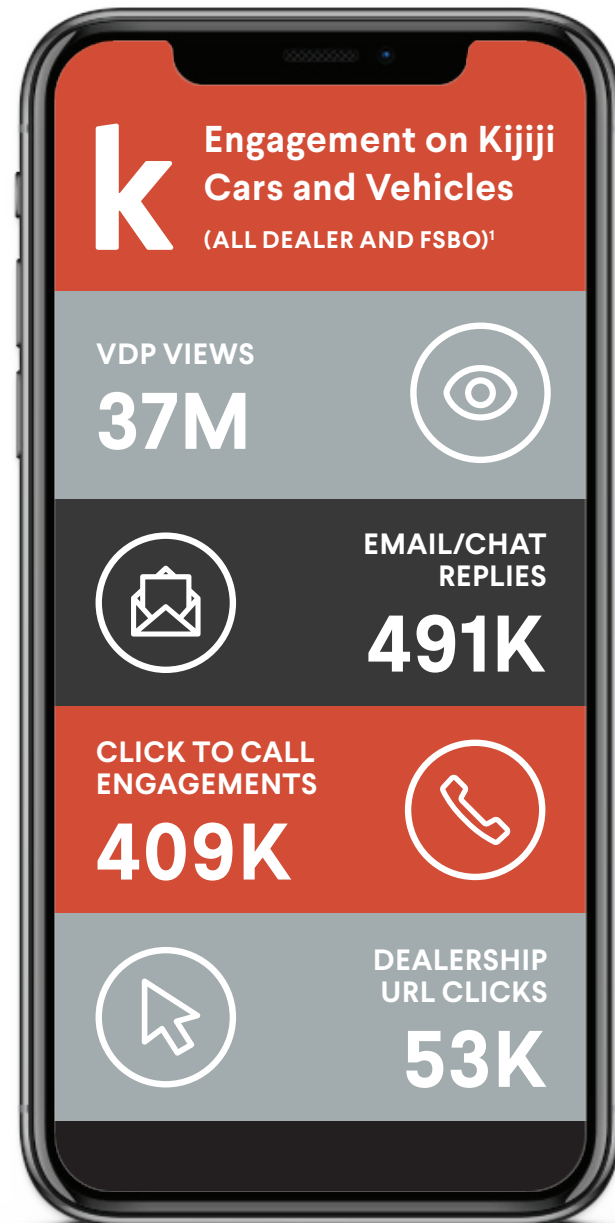 k
Engagement on Kijiji
Cars and Vehicles
(ALL DEALER AND FSBO)¹
VDP VIEWS
37M
EMAIL/CHAT
REPLIES
491K
CLICK TO CALL
ENGAGEMENTS
409K
DEALERSHIP
URL CLICKS
53K